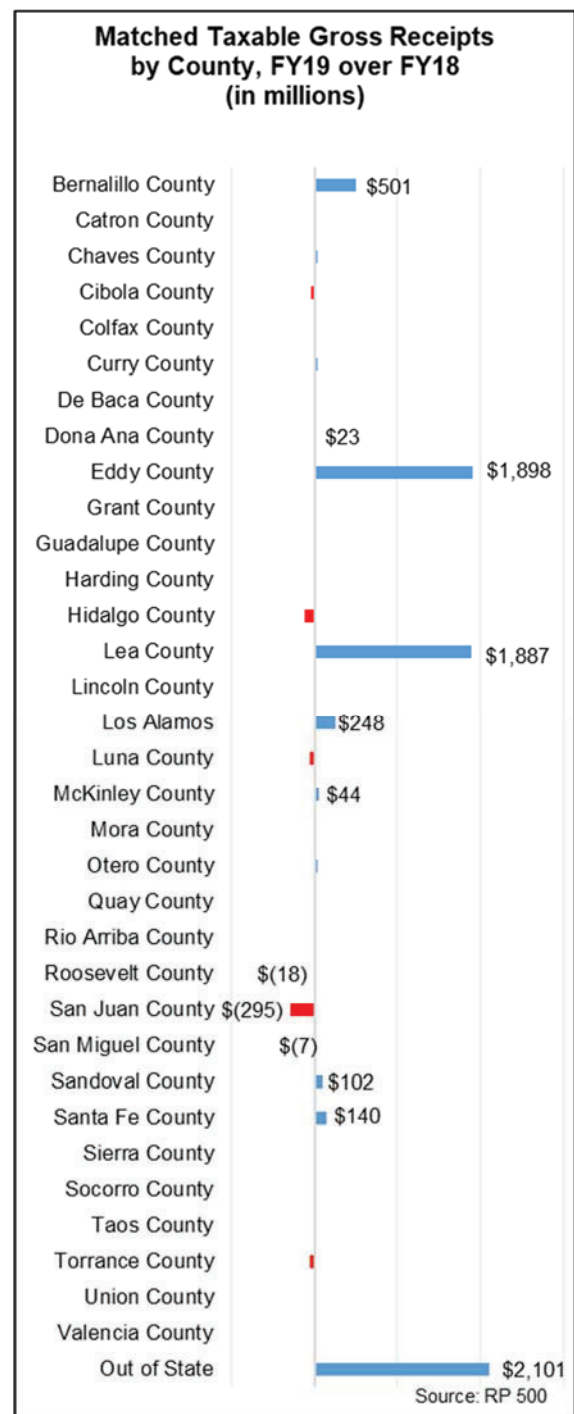 Matched Taxable Gross Receipts
by County, FY19 over FY18
(in millions)
Bernalillo County $501
Catron County
Chaves County
Cibola County
Colfax County
Curry County
De Baca County
Dona Ana County $23
Eddy County $1,898
Grant County
Guadalupe County
Harding County
Hidalgo County
Lea County $1,887
Lincoln County
Los Alamos $248
Luna County
McKinley County $44
Mora County
Otero County
Quay County
Rio Arriba County
Roosevelt County $(18)
San Juan County $(295)
San Miguel County $(7)
Sandoval County $102
Santa Fe County $140
Sierra County
Socorro County
Taos County
Torrance County
Union County
Valencia County
Out of State $2,101
Source: RP 500